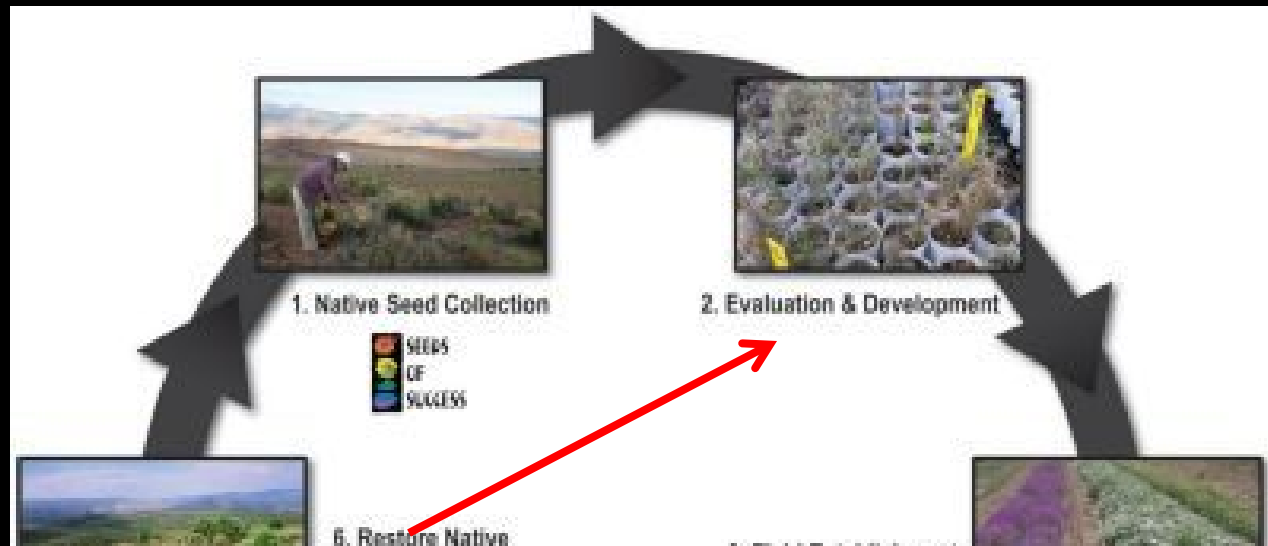 1. Native Seed Collection
2. Evaluation & Development
SEEDS
OF
SUCCESS
6. Restore Native